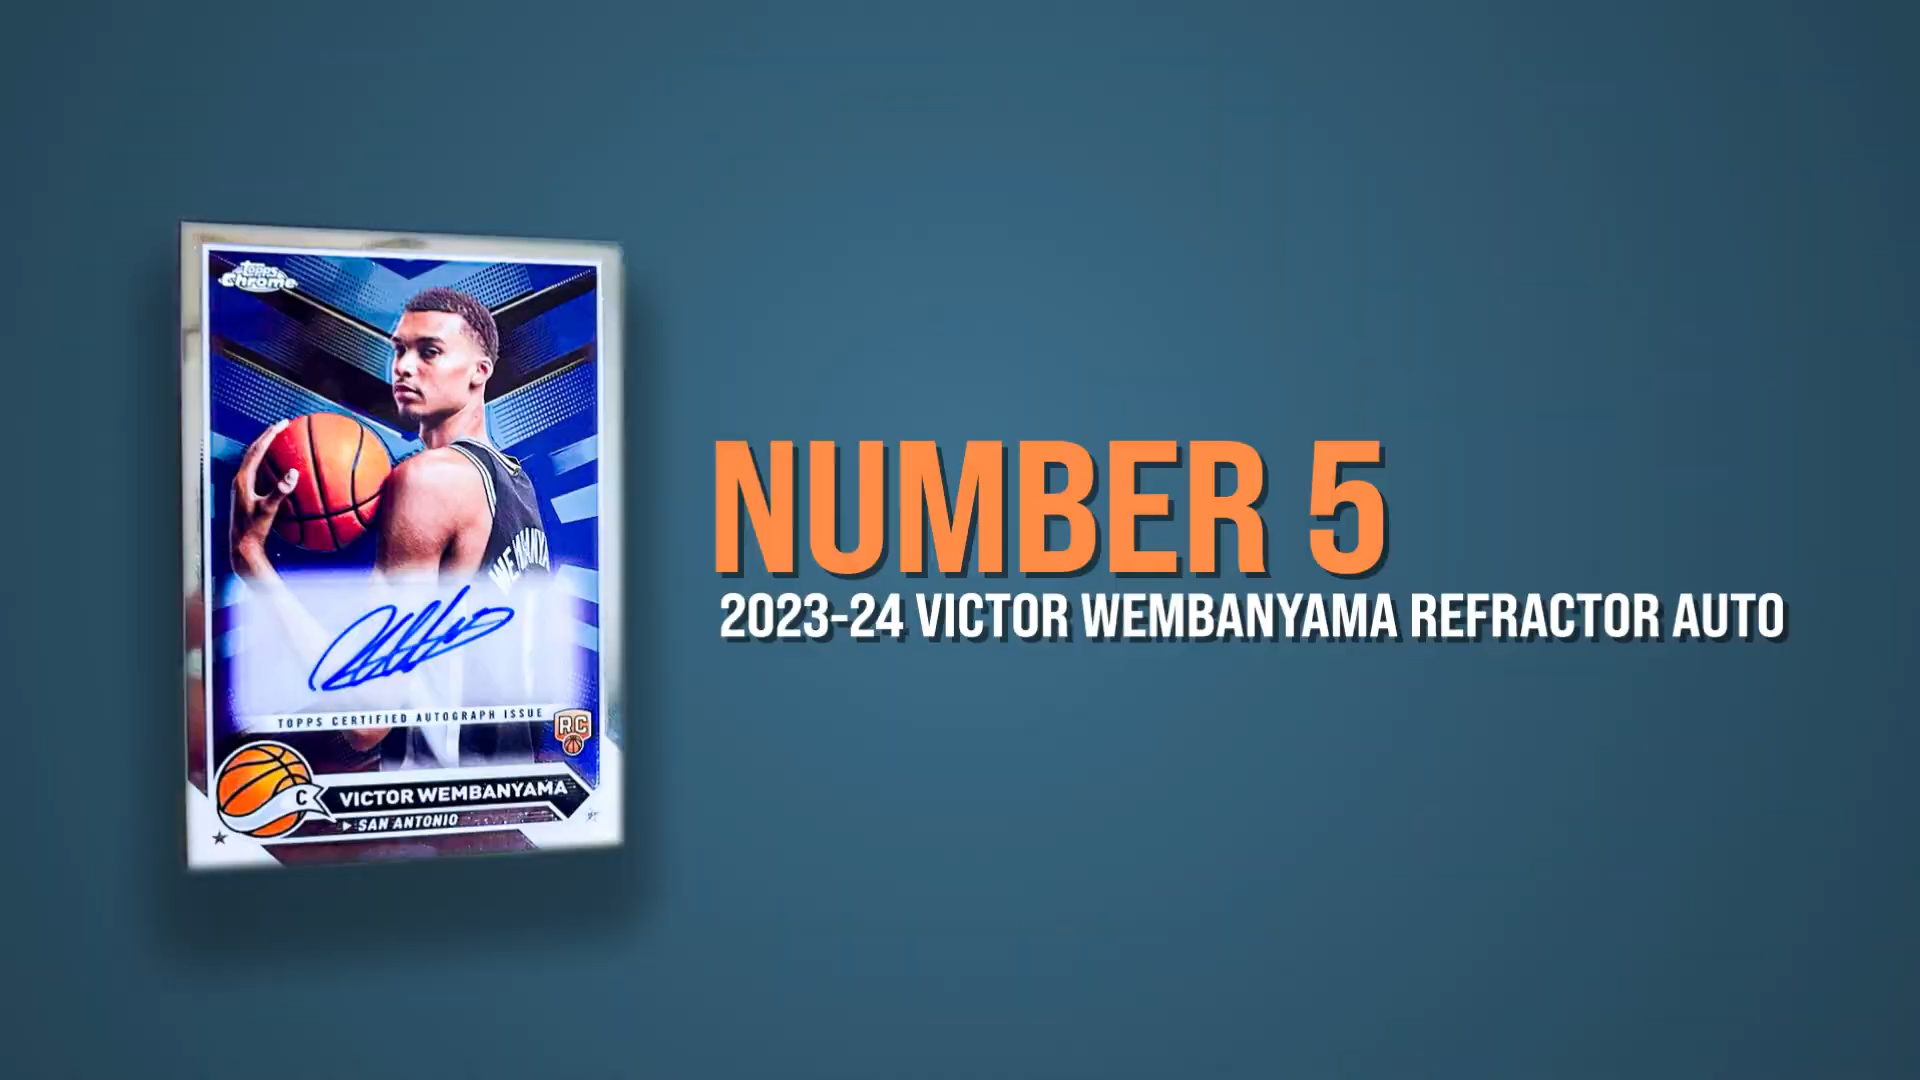 Topps
Chrome
NUMBER 5
2023-24 VICTOR WEMBANYAMA REFRACTOR AUTO
TOPPS CERTIFIED AUTOGRAPH ISSUE
RC
C
VICTOR WEMBANYAMA
SAN ANTONIO